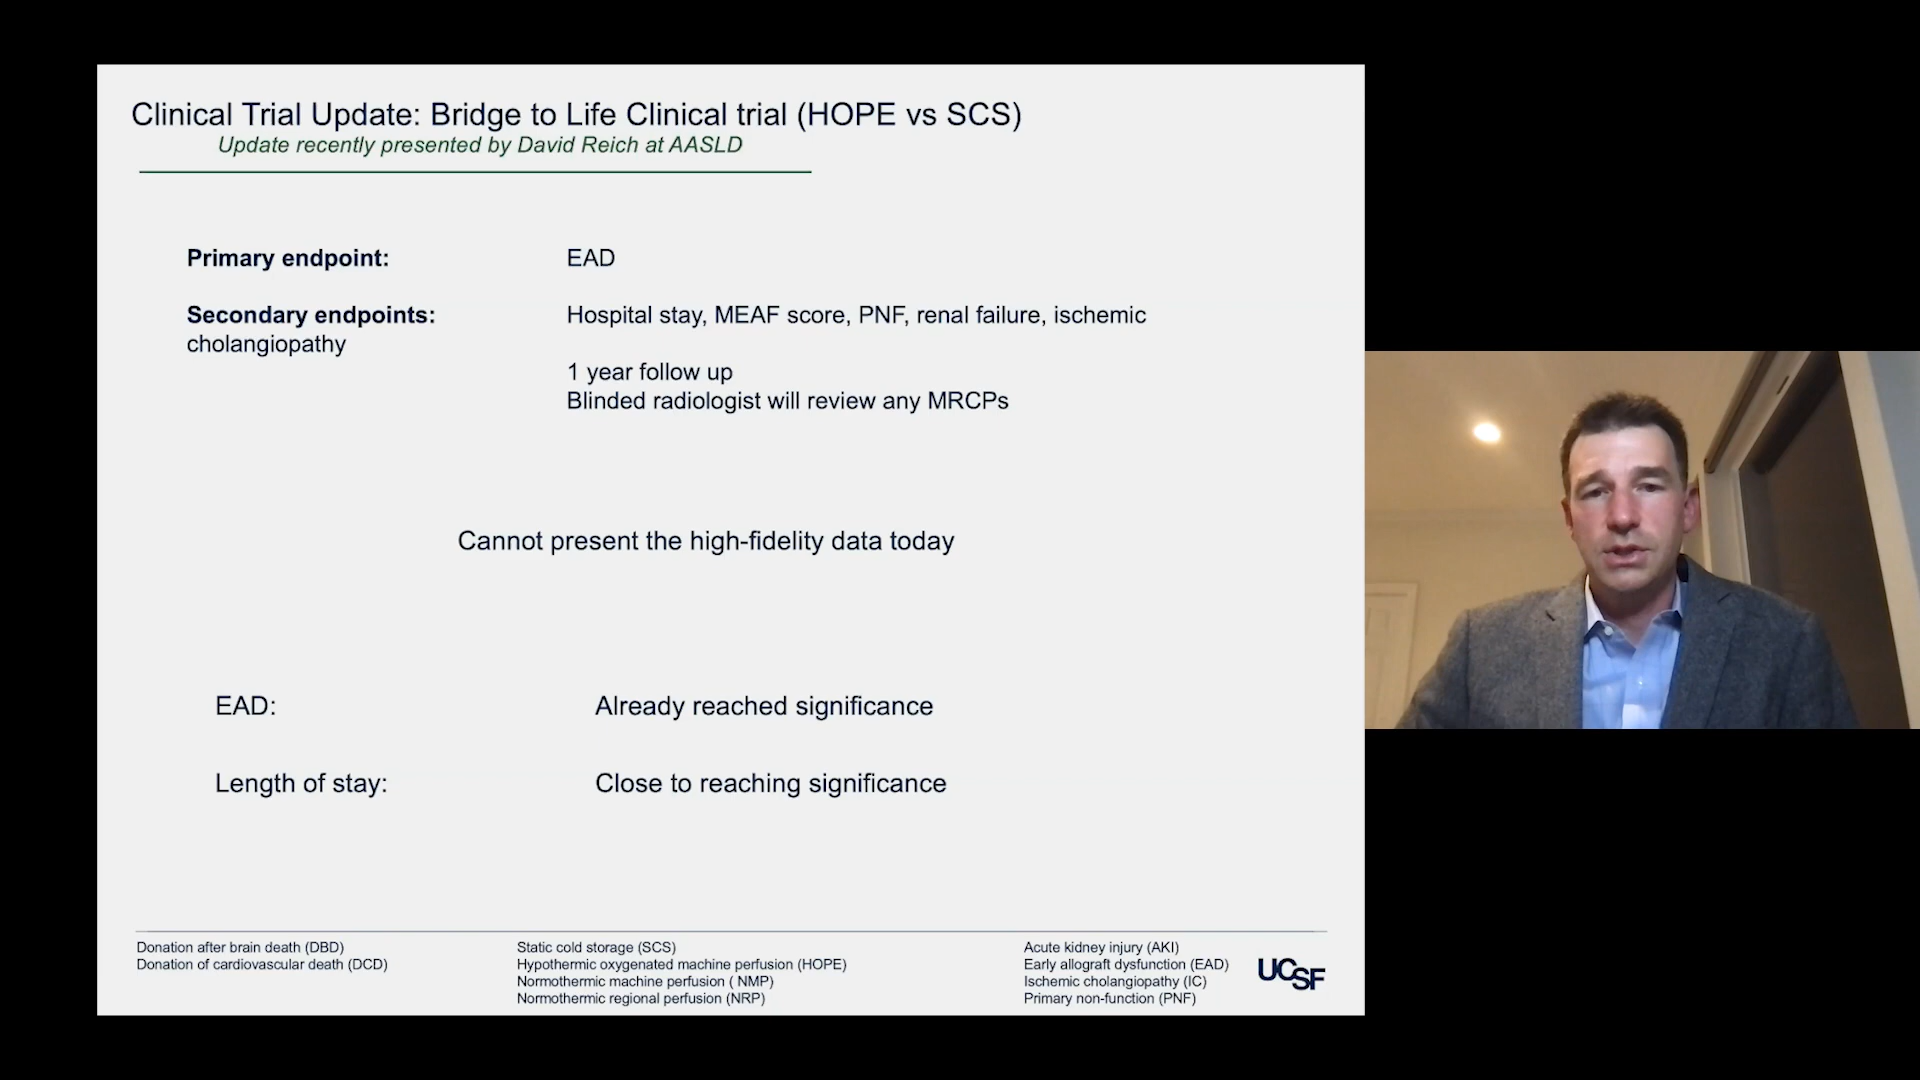 Clinical Trial Update: Bridge to Life Clinical trial (HOPE vs SCS)
Update recently presented by David Reich at AASLD
Primary endpoint: EAD
Secondary endpoints: Hospital stay, MEAF score, PNF, renal failure, ischemic
cholangiopathy
1 year follow up
Blinded radiologist will review any MRCPs
Cannot present the high-fidelity data today
EAD: Already reached significance
Length of stay: Close to reaching significance
Donation after brain death (DBD)
Donation of cardiovascular death (DCD)
Static cold storage (SCS)
Hypothermic oxygenated machine perfusion (HOPE)
Normothermic machine perfusion ( NMP)
Normothermic regional perfusion (NRP)
Acute kidney injury (AKI)
Early allograft dysfunction (EAD)
Ischemic cholangiopathy (IC)
Primary non-function (PNF)
UCSF